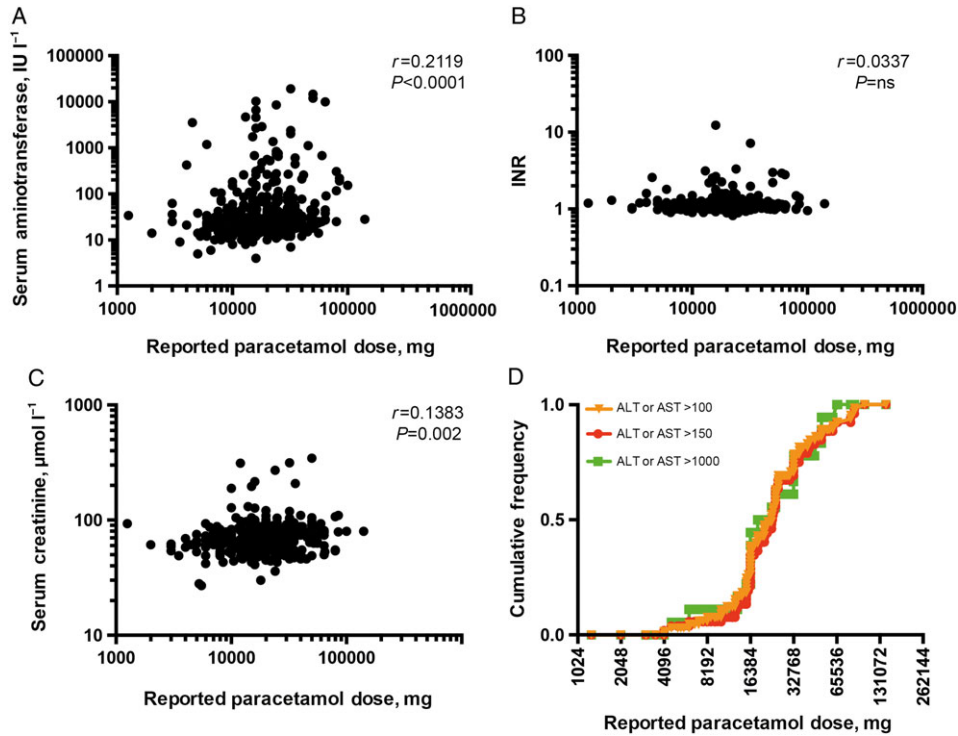 A
Serum aminotransferase, IU l⁻¹
100000
10000
1000
100
10
1
r=0.2119
P<0.0001
1000
10000
100000
1000000
Reported paracetamol dose, mg
B
INR
100
10
1
0.1
r=0.0337
P=ns
1000
10000
100000
1000000
Reported paracetamol dose, mg
C
Serum creatinine, μmol l⁻¹
1000
100
10
r=0.1383
P=0.002
1000
10000
100000
1000000
Reported paracetamol dose, mg
D
Cumulative frequency
1.0
0.5
0.0
ALT or AST >100
ALT or AST >150
ALT or AST >1000
1024
2048
4096
8192
16384
32768
65536
131072
262144
Reported paracetamol dose, mg